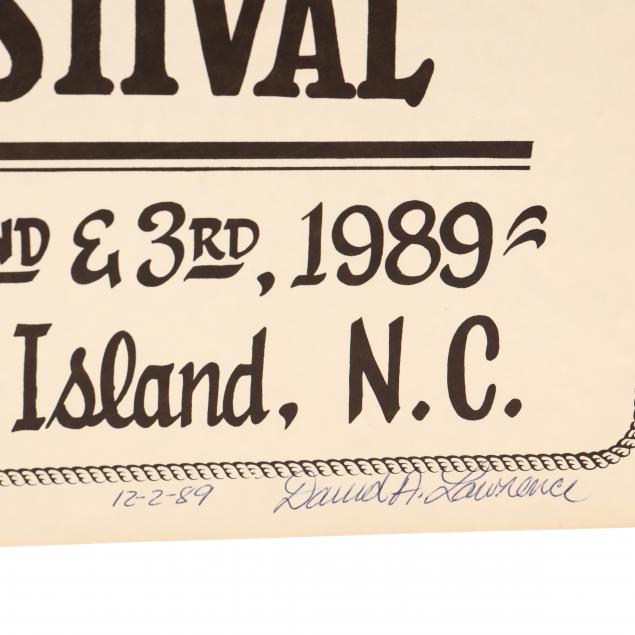 STIVAL
ND & 3RD, 1989
Island, N.C.
12-2-89 David A. Lawrence